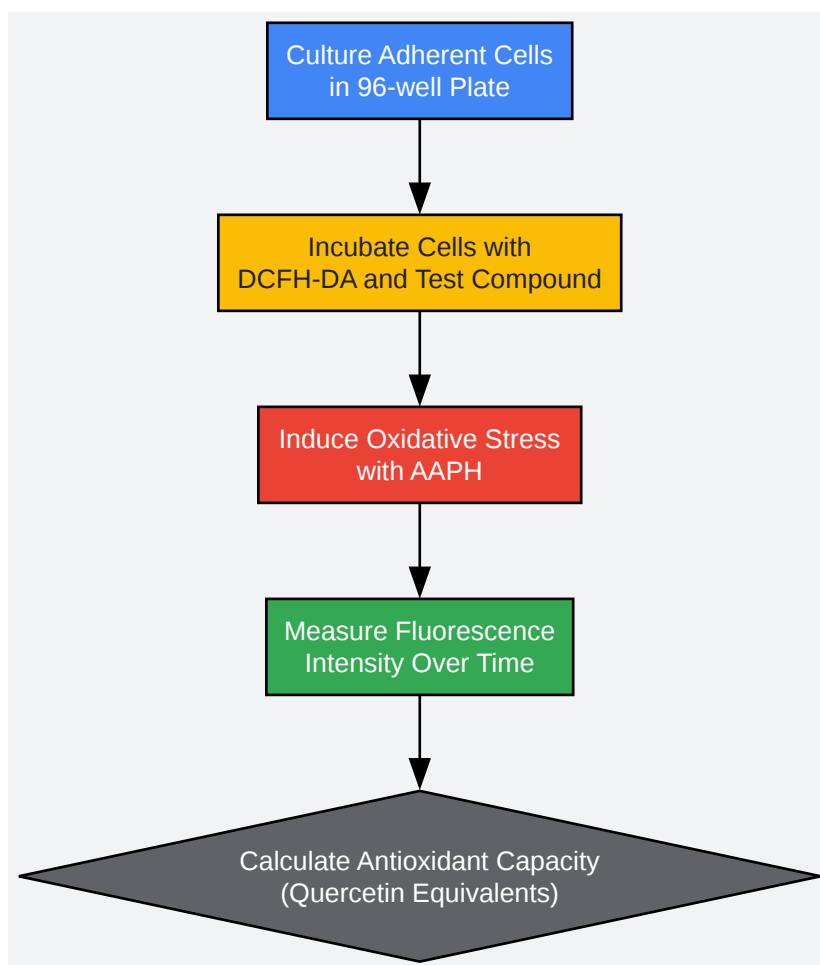 Culture Adherent Cells
in 96-well Plate
Incubate Cells with
DCFH-DA and Test Compound
Induce Oxidative Stress
with AAPH
Measure Fluorescence
Intensity Over Time
Calculate Antioxidant Capacity
(Quercetin Equivalents)